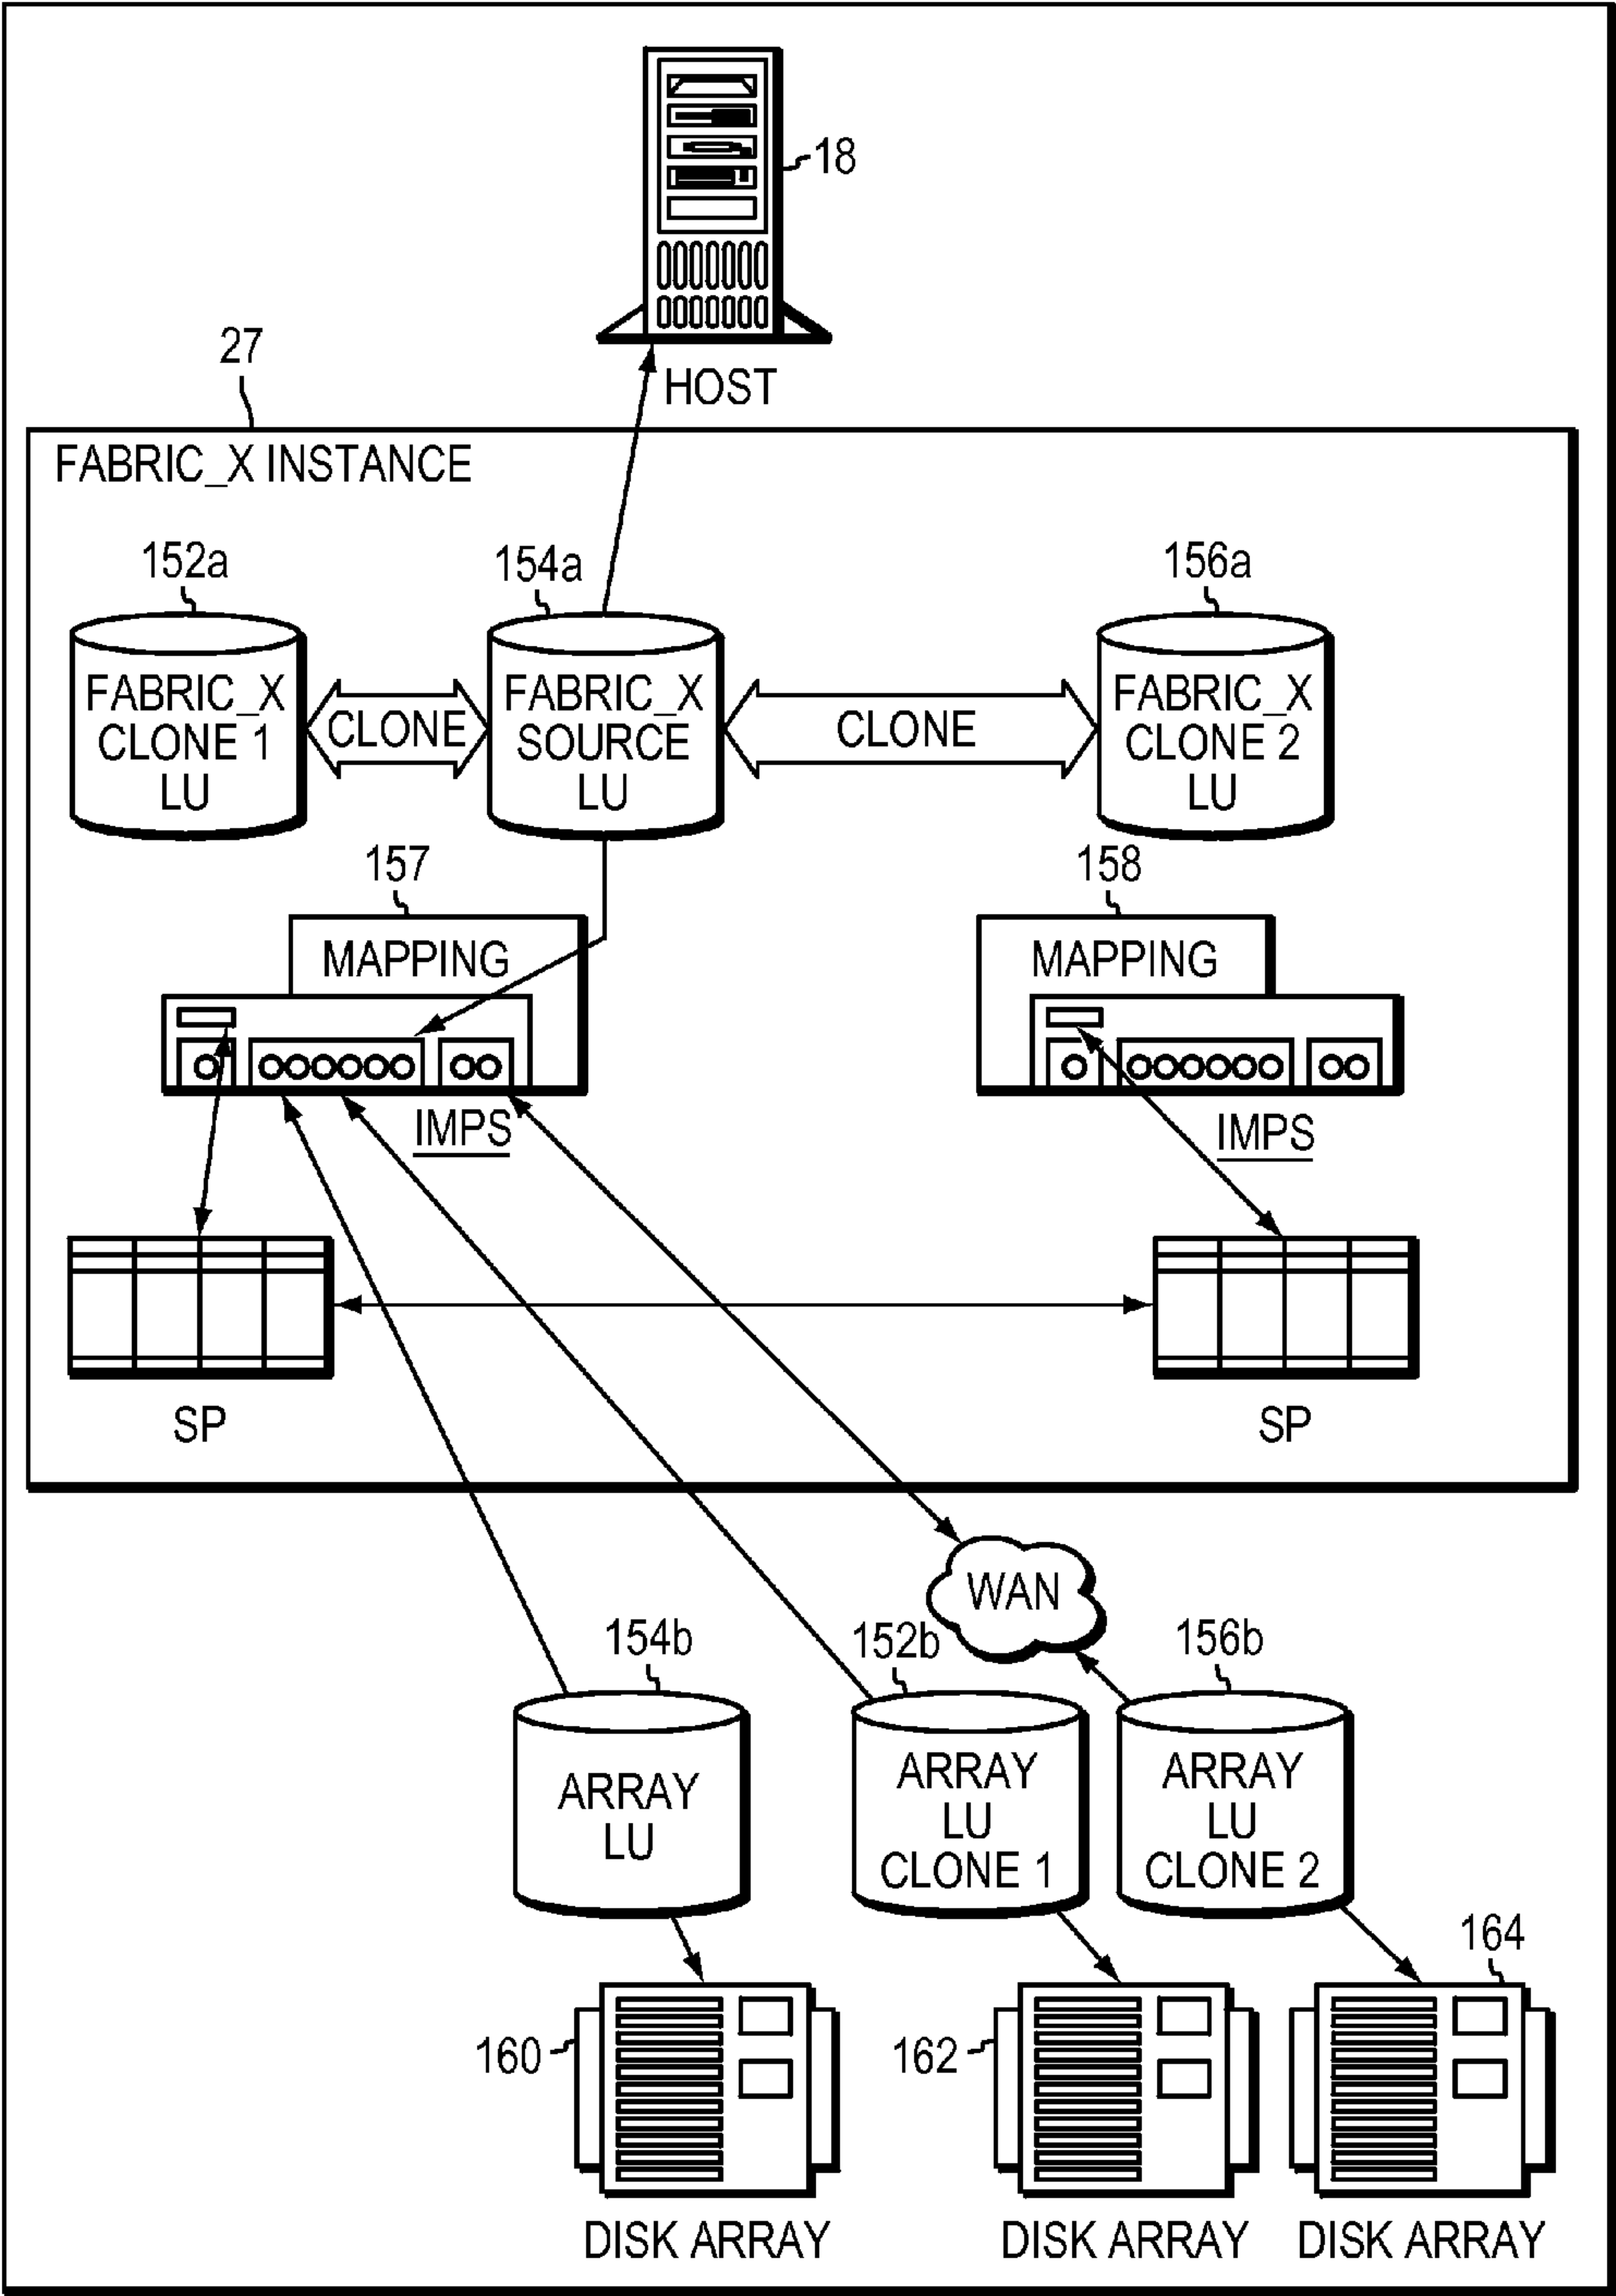 18
HOST
27
FABRIC_X INSTANCE
152a
154a
156a
FABRIC_X
CLONE 1
LU
CLONE
FABRIC_X
SOURCE
LU
CLONE
FABRIC_X
CLONE 2
LU
157
158
MAPPING
MAPPING
IMPS
IMPS
SP
SP
WAN
154b
152b
156b
ARRAY
LU
ARRAY
LU
CLONE 1
ARRAY
LU
CLONE 2
164
160
162
DISK ARRAY
DISK ARRAY
DISK ARRAY